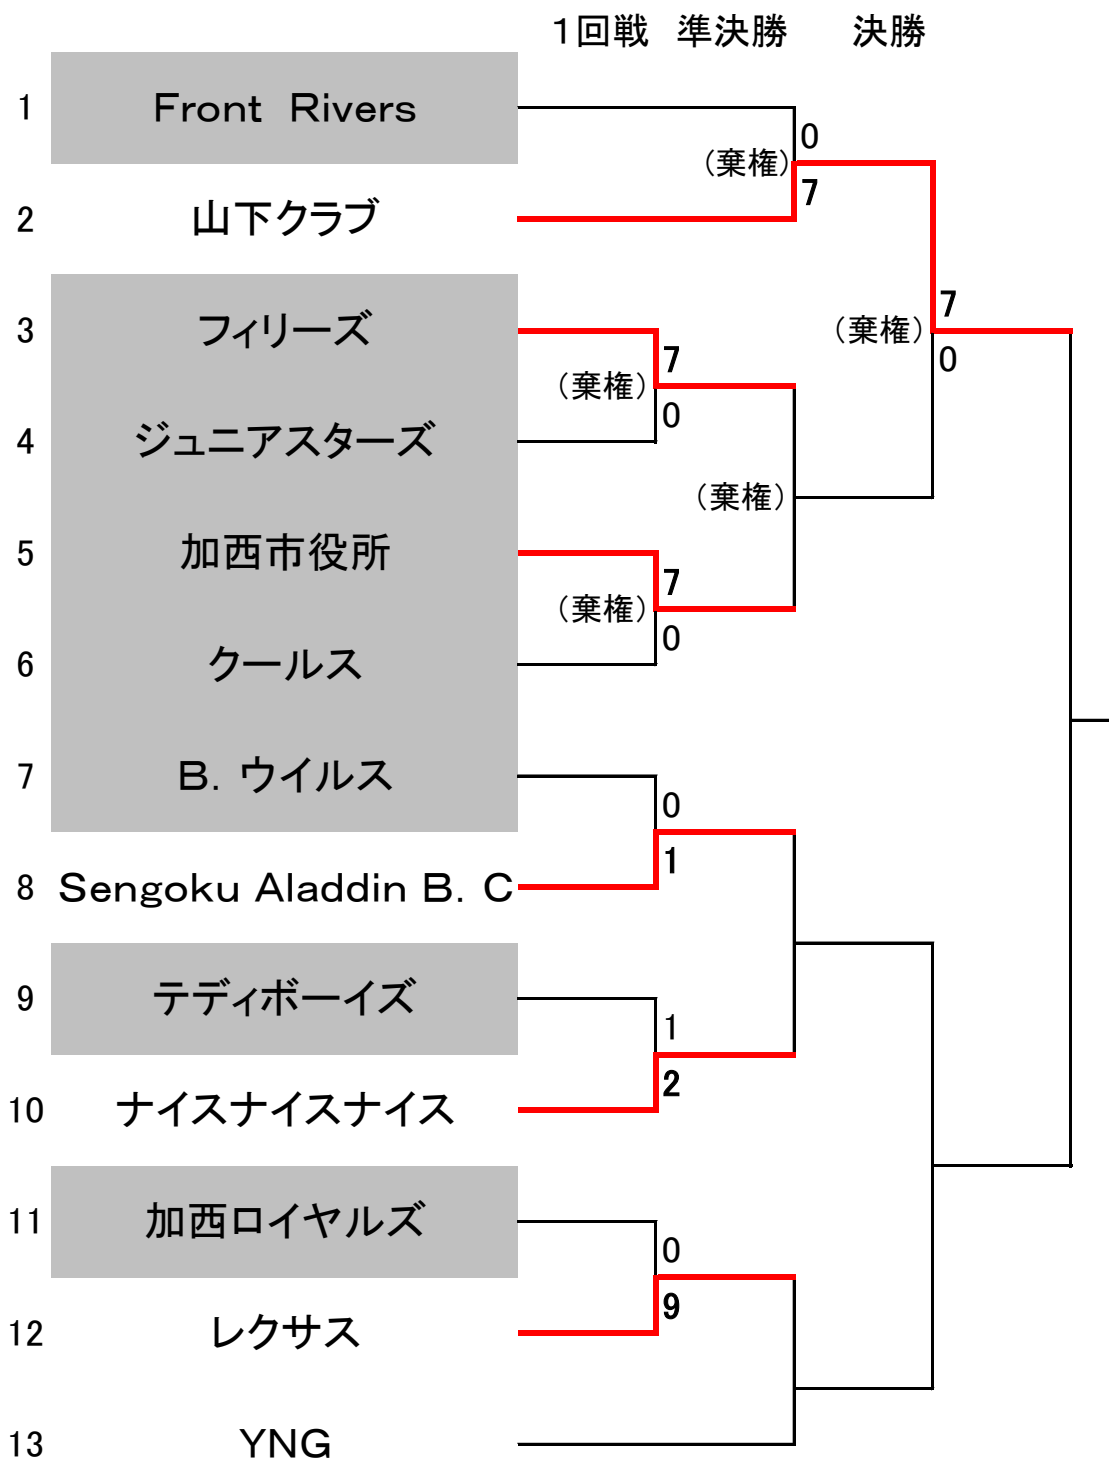 1回戦 準決勝 決勝
1 Front Rivers
0
(棄権)
7
2 山下クラブ
3 フィリーズ
7
(棄権)
0
7
(棄権)
0
4 ジュニアスターズ
(棄権)
5 加西市役所
7
(棄権)
0
6 クールス
7 B. ウイルス
0
1
8 Sengoku Aladdin B. C
9 テディボーイズ
1
2
10 ナイスナイスナイス
11 加西ロイヤルズ
0
9
12 レクサス
13 YNG